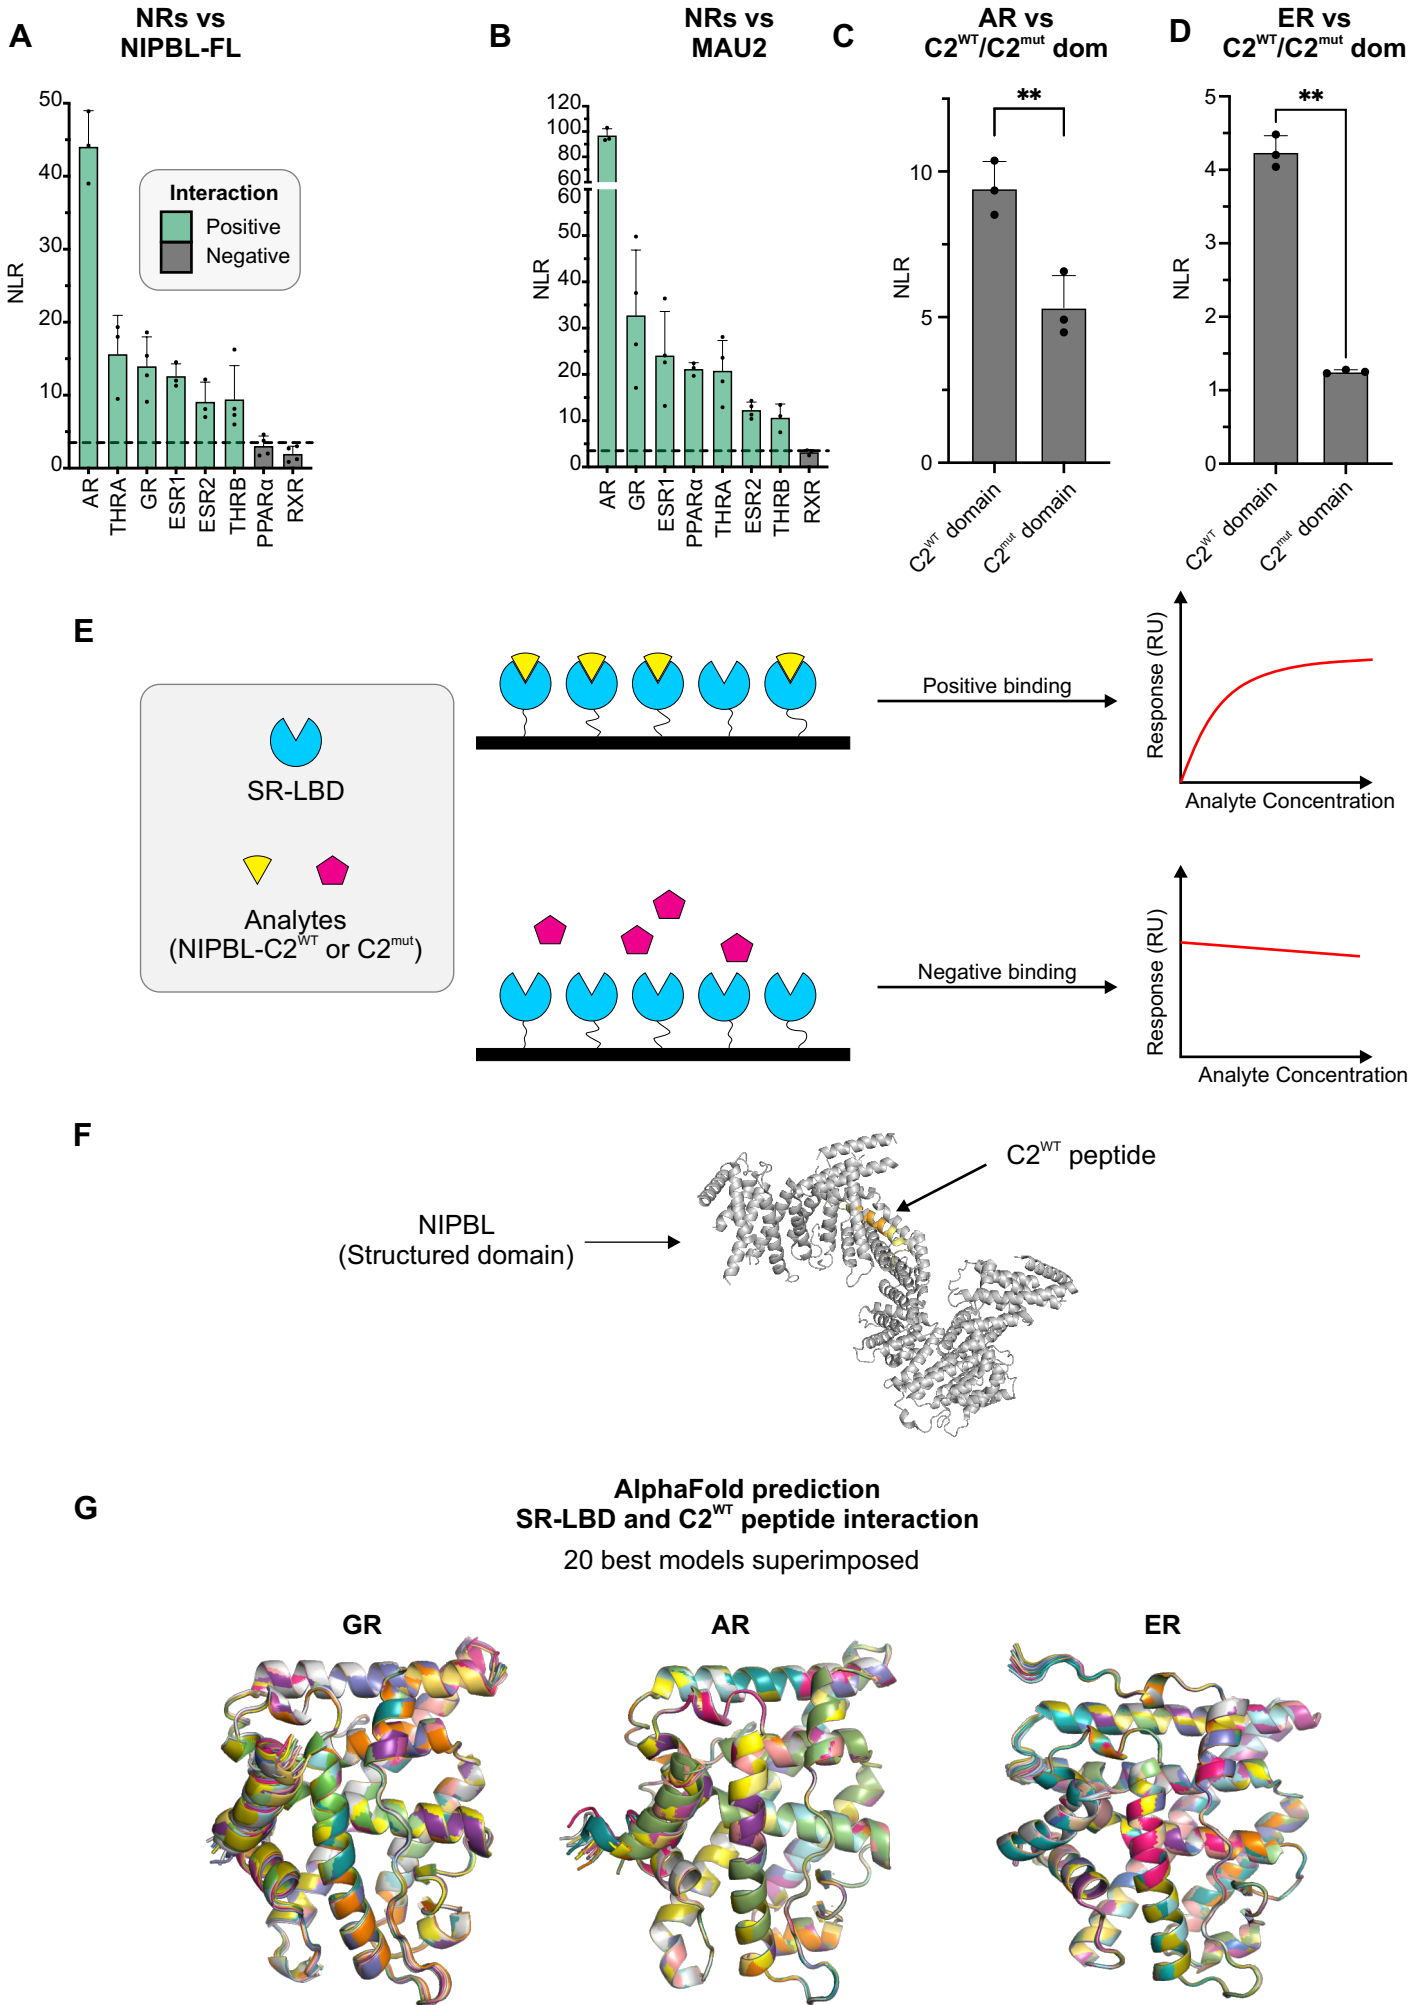 A
NRs vs
NIPBL-FL
50
40
30
20
10
0
NLR
Interaction
Positive
Negative
AR
THRA
GR
ESR1
ESR2
THRB
PPARα
RXR
B
NRs vs
MAU2
120
100
80
60
60
50
40
30
20
10
0
NLR
AR
GR
ESR1
PPARα
THRA
ESR2
THRB
RXR
C
AR vs
C2WT/C2mut dom
**
10
5
0
NLR
C2WT domain
C2mut domain
D
ER vs
C2WT/C2mut dom
**
5
4
3
2
1
0
NLR
C2WT domain
C2mut domain
E
SR-LBD
Analytes
(NIPBL-C2WT or C2mut)
Positive binding
Response (RU)
Analyte Concentration
Negative binding
Response (RU)
Analyte Concentration
F
NIPBL
(Structured domain)
C2WT peptide
G
AlphaFold prediction
SR-LBD and C2WT peptide interaction
20 best models superimposed
GR
AR
ER